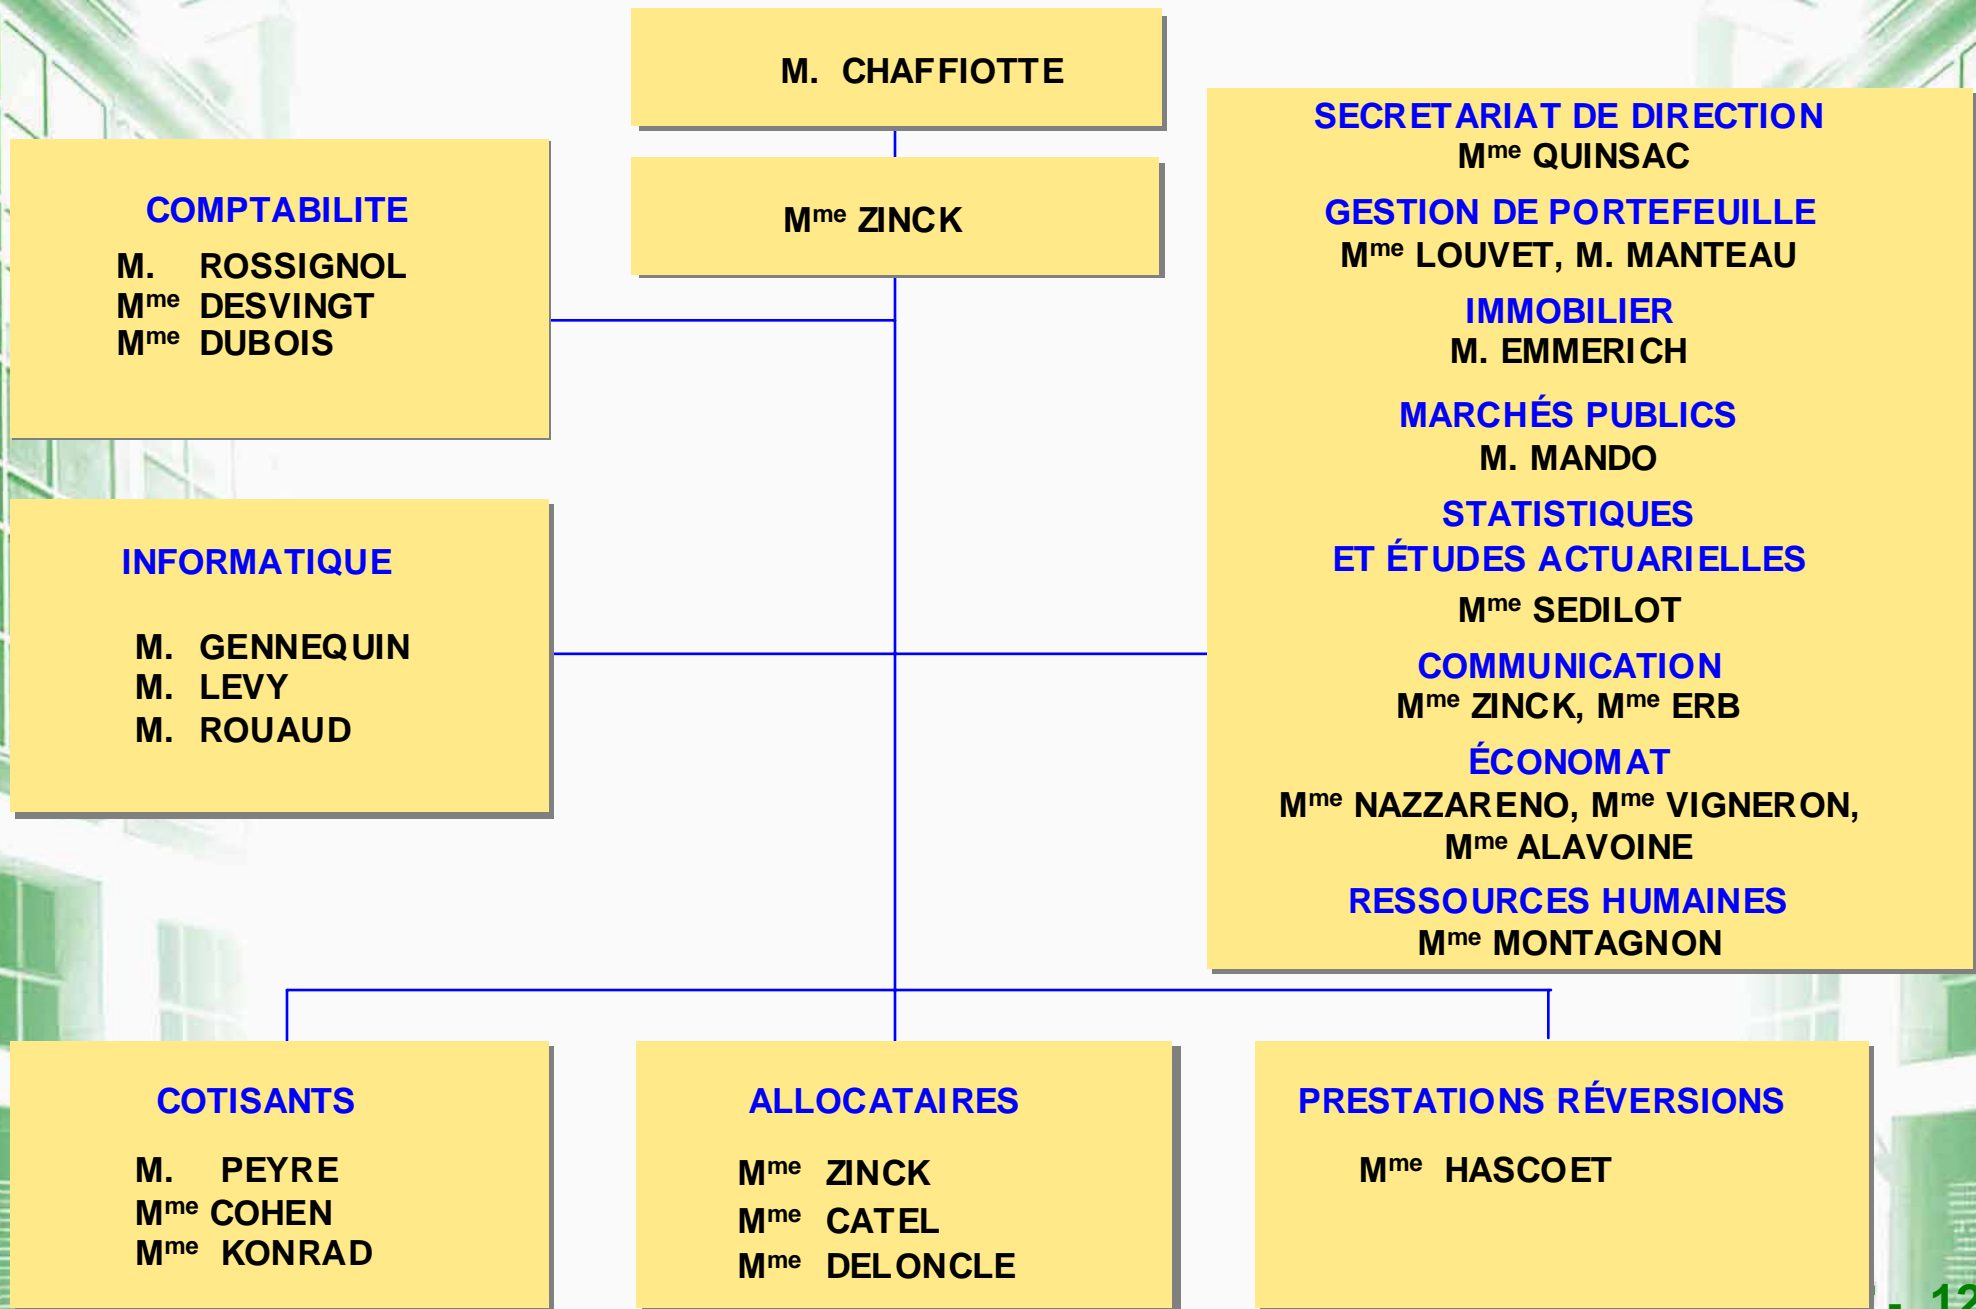 M. CHAFFIOTTE
Mme ZINCK
COMPTABILITE
M. ROSSIGNOL
Mme DESVINGT
Mme DUBOIS
INFORMATIQUE
M. GENNEQUIN
M. LEVY
M. ROUAUD
SECRETARIAT DE DIRECTION
Mme QUINSAC
GESTION DE PORTEFEUILLE
Mme LOUVET, M. MANTEAU
IMMOBILIER
M. EMMERICH
MARCHÉS PUBLICS
M. MANDO
STATISTIQUES
ET ÉTUDES ACTUARIELLES
Mme SEDILOT
COMMUNICATION
Mme ZINCK, Mme ERB
ÉCONOMAT
Mme NAZZARENO, Mme VIGNERON,
Mme ALAVOINE
RESSOURCES HUMAINES
Mme MONTAGNON
COTISANTS
M. PEYRE
Mme COHEN
Mme KONRAD
ALLOCATAIRES
Mme ZINCK
Mme CATEL
Mme DELONCLE
PRESTATIONS RÉVERSIONS
Mme HASCOET
- 12